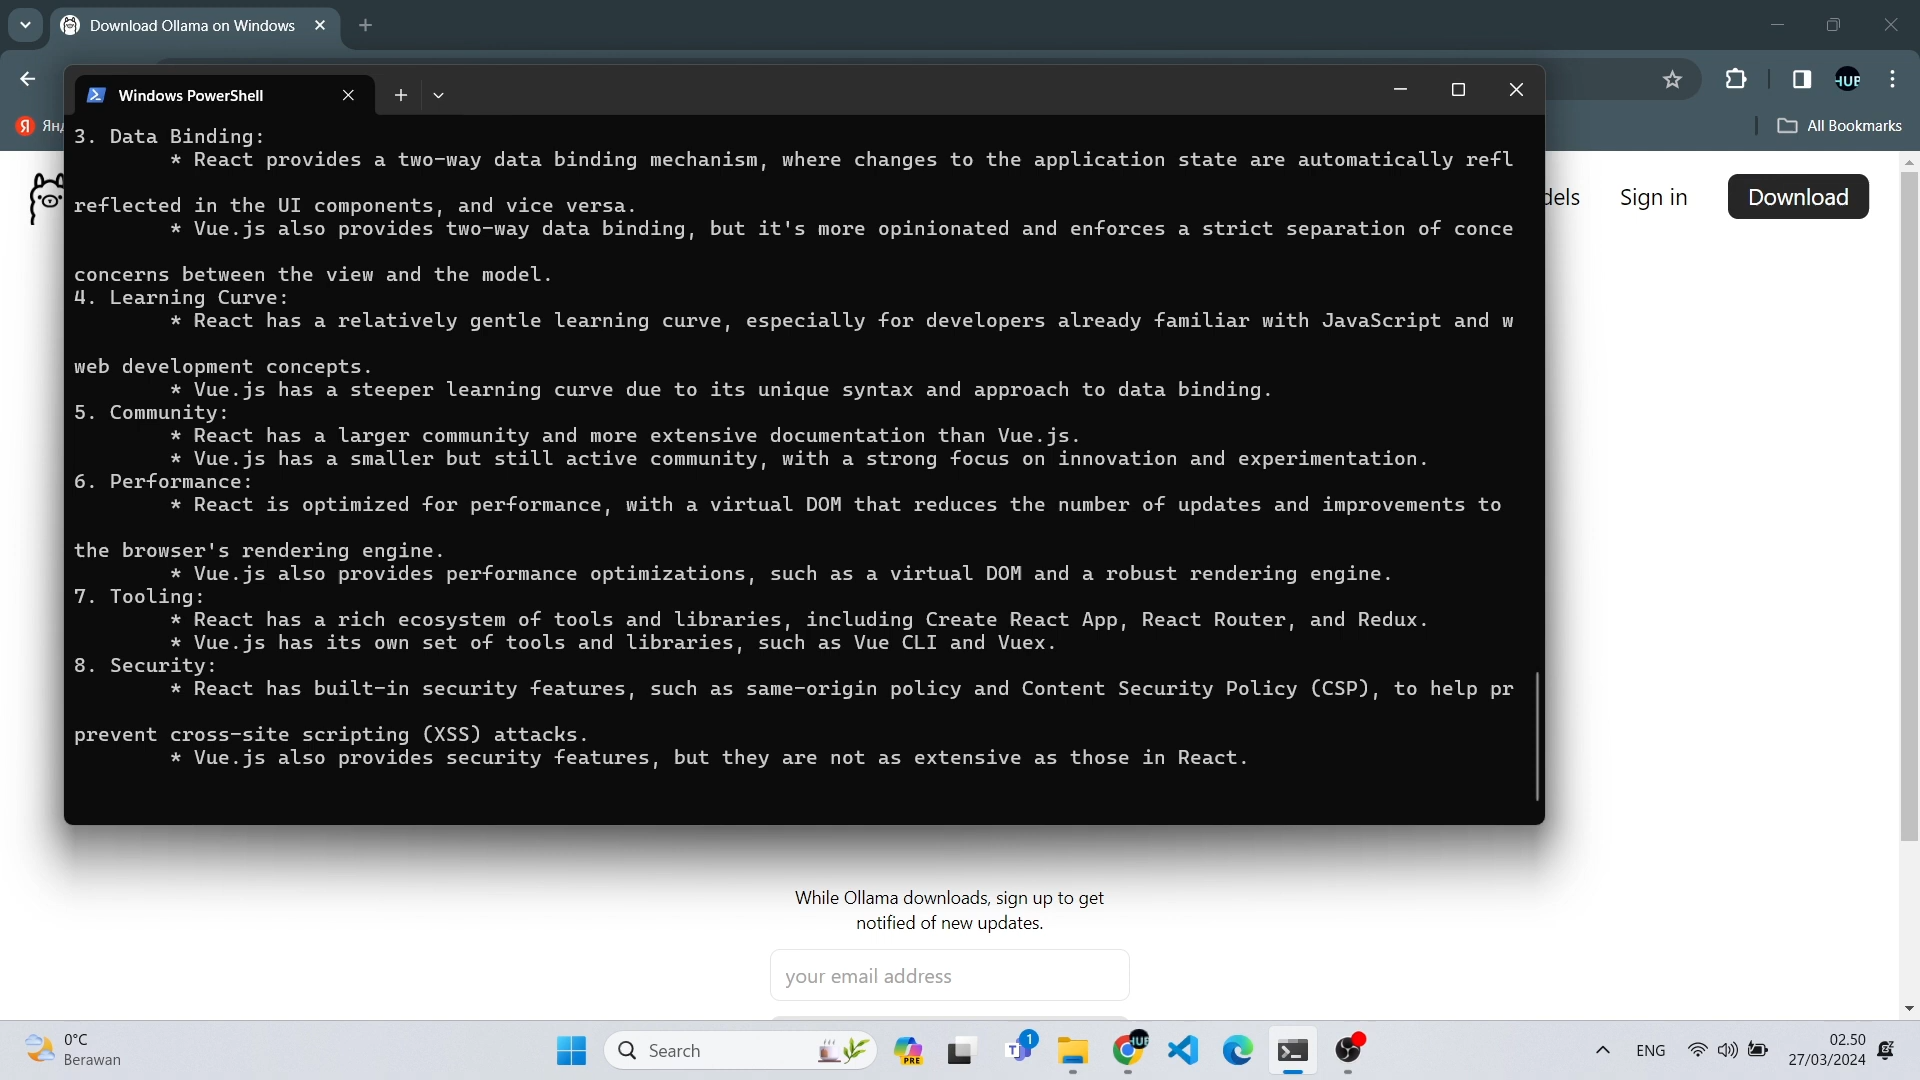 Download Ollama on Windows
Windows PowerShell
HUB
Я Янд
All Bookmarks
dels
Sign in
Download
3. Data Binding:
* React provides a two-way data binding mechanism, where changes to the application state are automatically refl
reflected in the UI components, and vice versa.
* Vue.js also provides two-way data binding, but it's more opinionated and enforces a strict separation of conce
concerns between the view and the model.
4. Learning Curve:
* React has a relatively gentle learning curve, especially for developers already familiar with JavaScript and w
web development concepts.
* Vue.js has a steeper learning curve due to its unique syntax and approach to data binding.
5. Community:
* React has a larger community and more extensive documentation than Vue.js.
* Vue.js has a smaller but still active community, with a strong focus on innovation and experimentation.
6. Performance:
* React is optimized for performance, with a virtual DOM that reduces the number of updates and improvements to
the browser's rendering engine.
* Vue.js also provides performance optimizations, such as a virtual DOM and a robust rendering engine.
7. Tooling:
* React has a rich ecosystem of tools and libraries, including Create React App, React Router, and Redux.
* Vue.js has its own set of tools and libraries, such as Vue CLI and Vuex.
8. Security:
* React has built-in security features, such as same-origin policy and Content Security Policy (CSP), to help pr
prevent cross-site scripting (XSS) attacks.
* Vue.js also provides security features, but they are not as extensive as those in React.
While Ollama downloads, sign up to get
notified of new updates.
your email address
0°C
Berawan
Search
PRE
1
HUB
ENG
02.50
27/03/2024